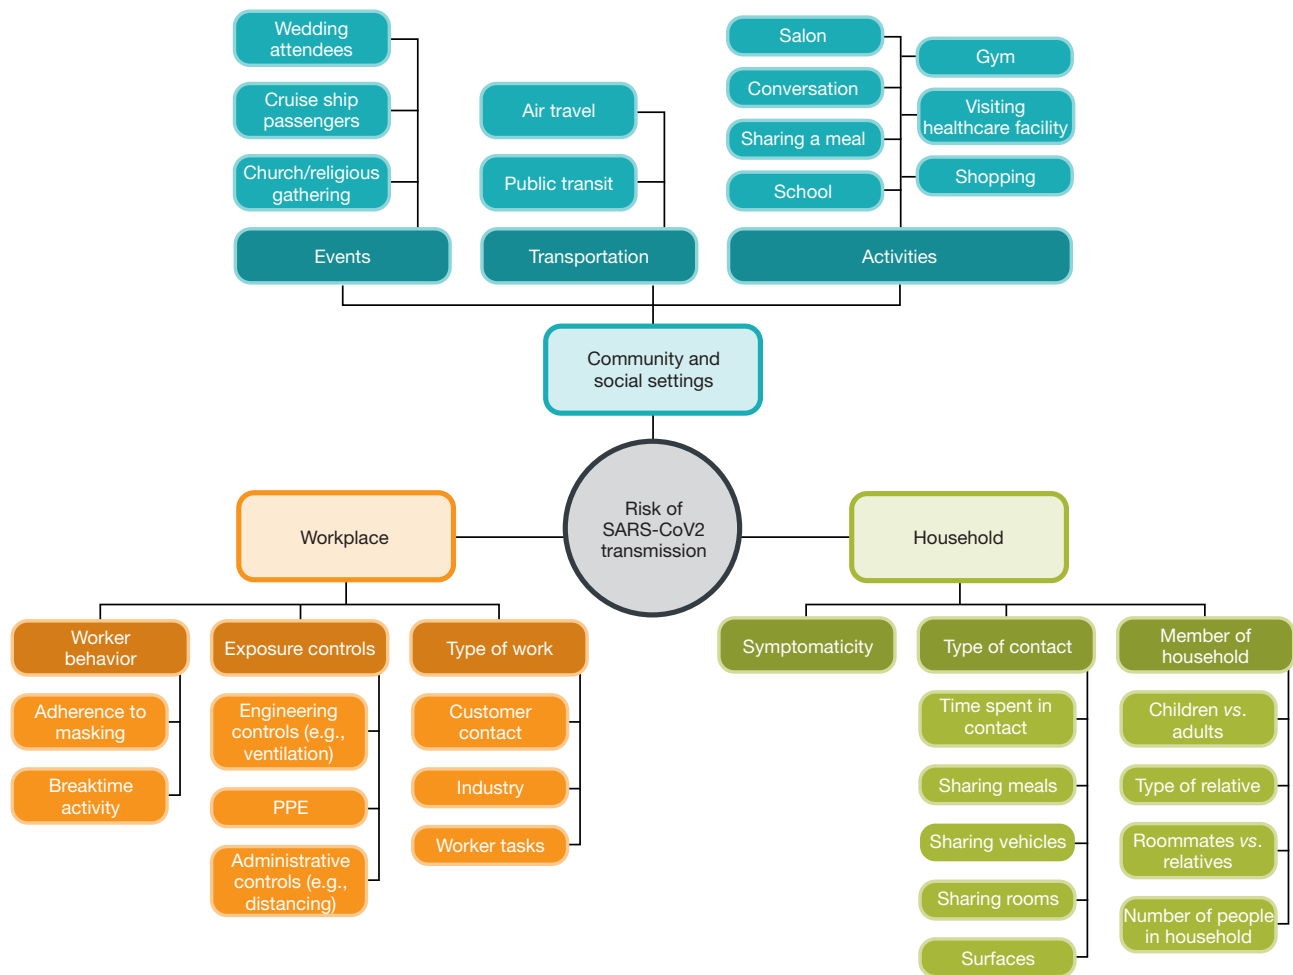 Wedding
attendees
Cruise ship
passengers
Church/religious
gathering
Events
Air travel
Public transit
Transportation
Salon
Conversation
Sharing a meal
School
Gym
Visiting
healthcare facility
Shopping
Activities
Community and
social settings
Risk of
SARS-CoV2
transmission
Workplace
Household
Worker
behavior
Adherence to
masking
Breaktime
activity
Exposure controls
Engineering
controls (e.g.,
ventilation)
PPE
Administrative
controls (e.g.,
distancing)
Type of work
Customer
contact
Industry
Worker tasks
Symptomaticity
Type of contact
Time spent in
contact
Sharing meals
Sharing vehicles
Sharing rooms
Surfaces
Member of
household
Children vs.
adults
Type of relative
Roommates vs.
relatives
Number of people
in household